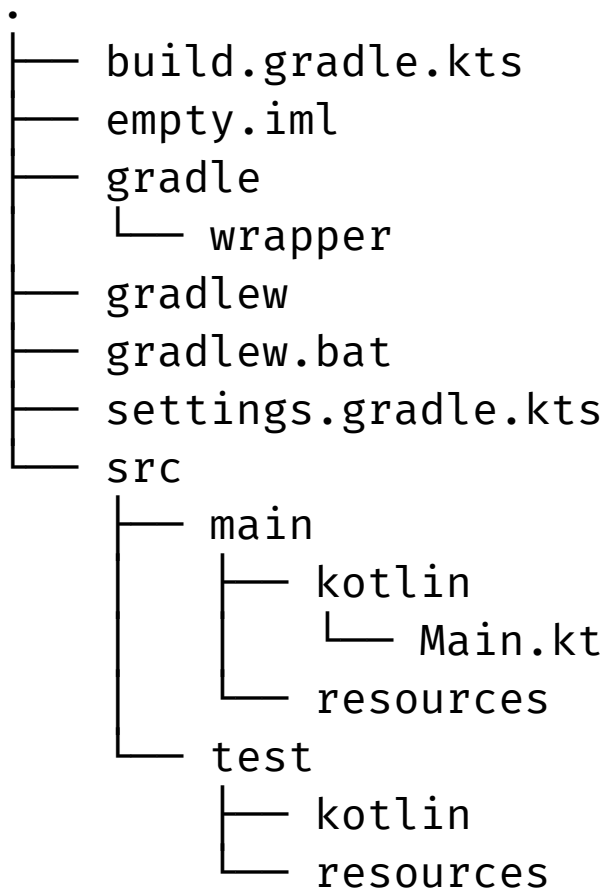 .
├── build.gradle.kts
├── empty.iml
├── gradle
│   └── wrapper
├── gradlew
├── gradlew.bat
├── settings.gradle.kts
└── src
    ├── main
    │   ├── kotlin
    │   │   └── Main.kt
    │   └── resources
    └── test
        ├── kotlin
        └── resources